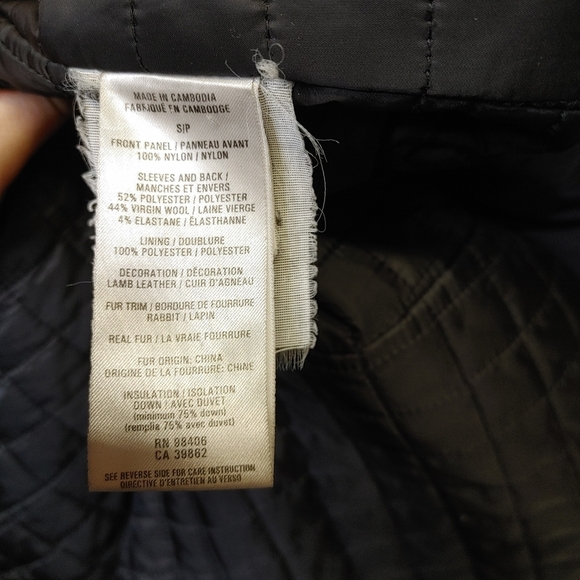 MADE IN CAMBODIA
FABRIQUÉ EN CAMBODGE
S/P
FRONT PANEL / PANNEAU AVANT
100% NYLON / NYLON
SLEEVES AND BACK /
MANCHES ET ENVERS
52% POLYESTER / POLYESTER
44% VIRGIN WOOL / LAINE VIERGE
4% ELASTANE / ÉLASTHANNE
LINING / DOUBLURE
100% POLYESTER / POLYESTER
DECORATION / DÉCORATION
LAMB LEATHER / CUIR D'AGNEAU
FUR TRIM / BORDURE DE FOURRURE
RABBIT / LAPIN
REAL FUR / LA VRAIE FOURRURE
FUR ORIGIN: CHINA
ORIGINE DE LA FOURRURE: CHINE
INSULATION / ISOLATION
DOWN / AVEC DUVET
(minimum 75% down)
(remplie 75% avec duvet)
RN 98406
CA 39862
SEE REVERSE SIDE FOR CARE INSTRUCTION
DIRECTIVE D'ENTRETIEN AU VERSO